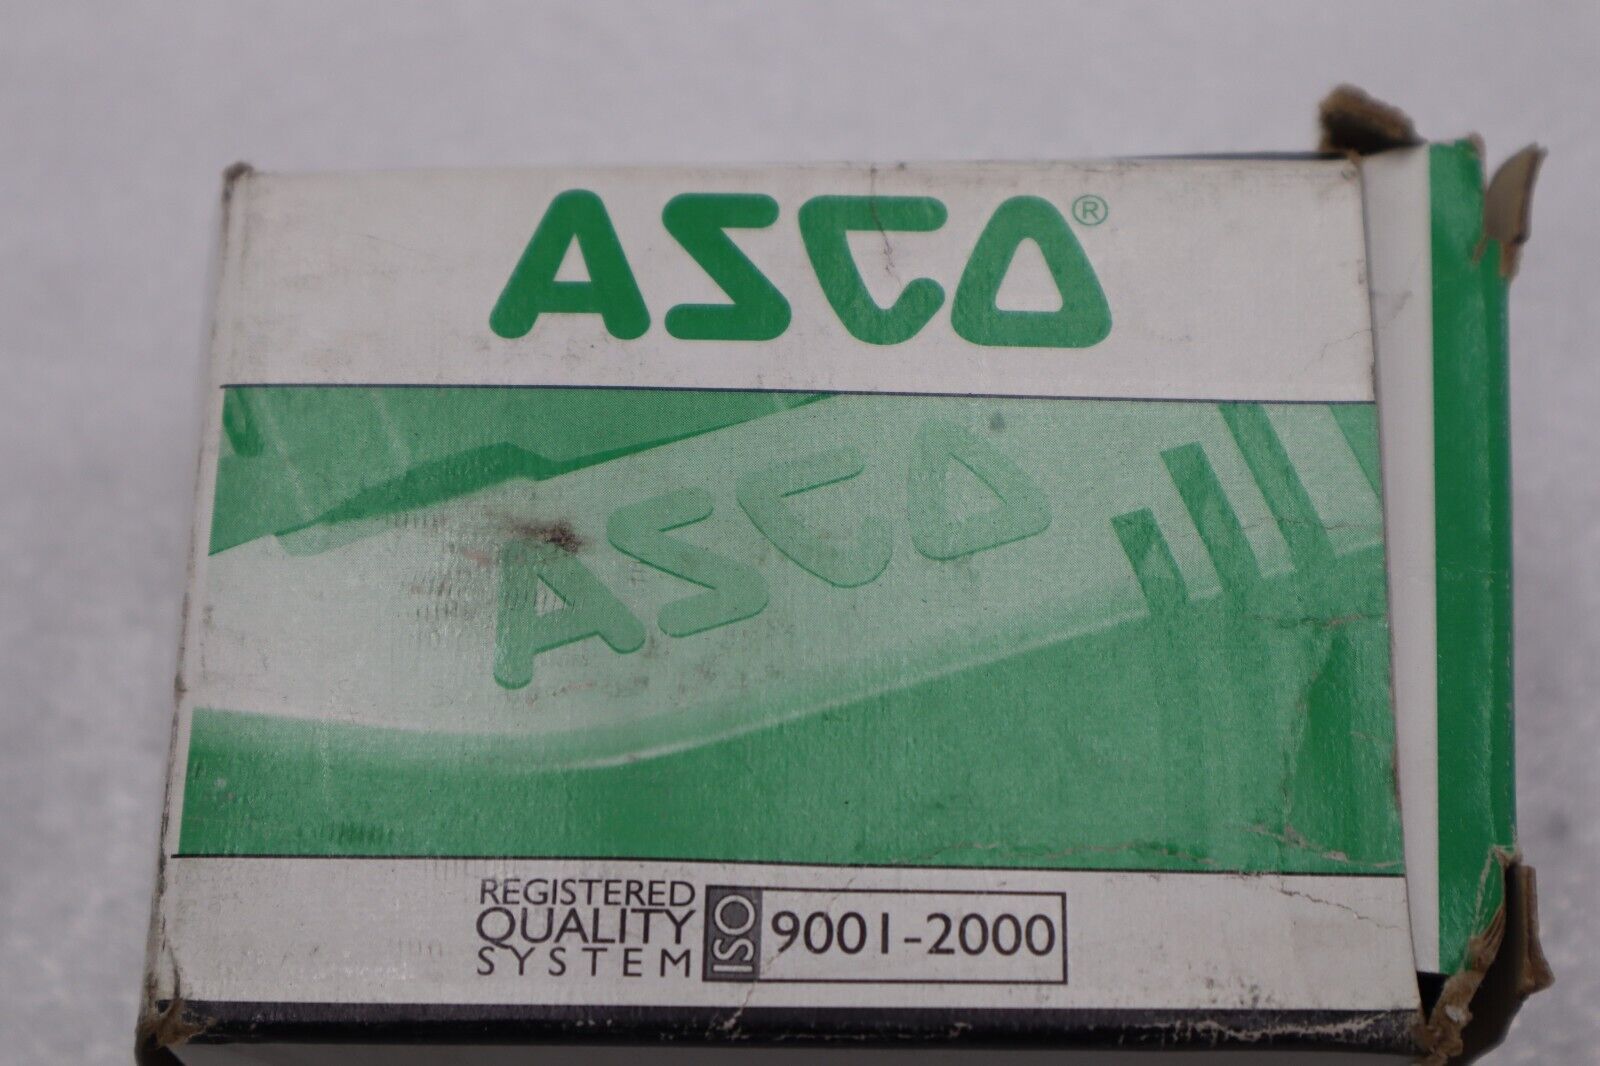 ASCO®
ASCO
REGISTERED
QUALITY
SYSTEM
ISO 9001-2000